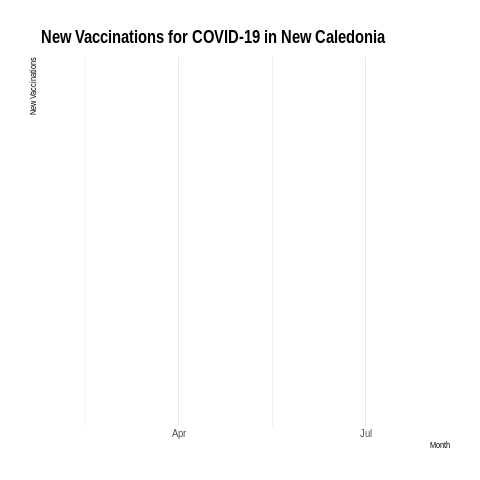 New Vaccinations for COVID-19 in New Caledonia
New Vaccinations
Apr
Jul
Month